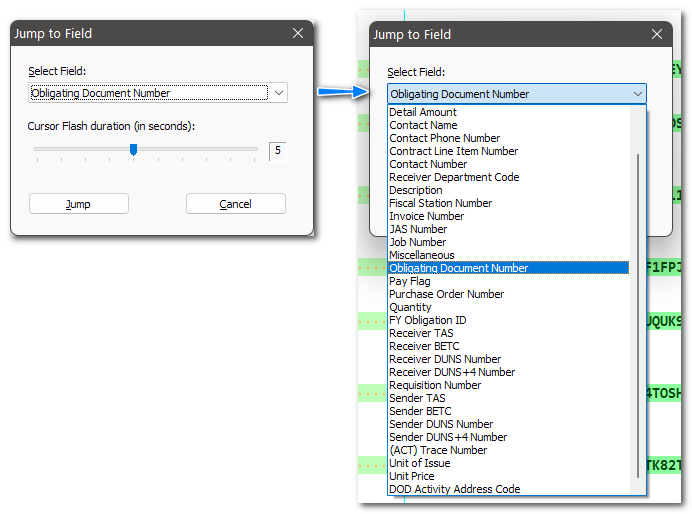 Jump to Field
Select Field:
Obligating Document Number
Cursor Flash duration (in seconds):
5
Jump
Cancel
Jump to Field
Select Field:
Obligating Document Number
Detail Amount
Contact Name
Contact Phone Number
Contract Line Item Number
Contact Number
Receiver Department Code
Description
Fiscal Station Number
Invoice Number
JAS Number
Job Number
Miscellaneous
Obligating Document Number
Pay Flag
Purchase Order Number
Quantity
FY Obligation ID
Receiver TAS
Receiver BETC
Receiver DUNS Number
Receiver DUNS+4 Number
Requisition Number
Sender TAS
Sender BETC
Sender DUNS Number
Sender DUNS+4 Number
(ACT) Trace Number
Unit of Issue
Unit Price
DOD Activity Address Code